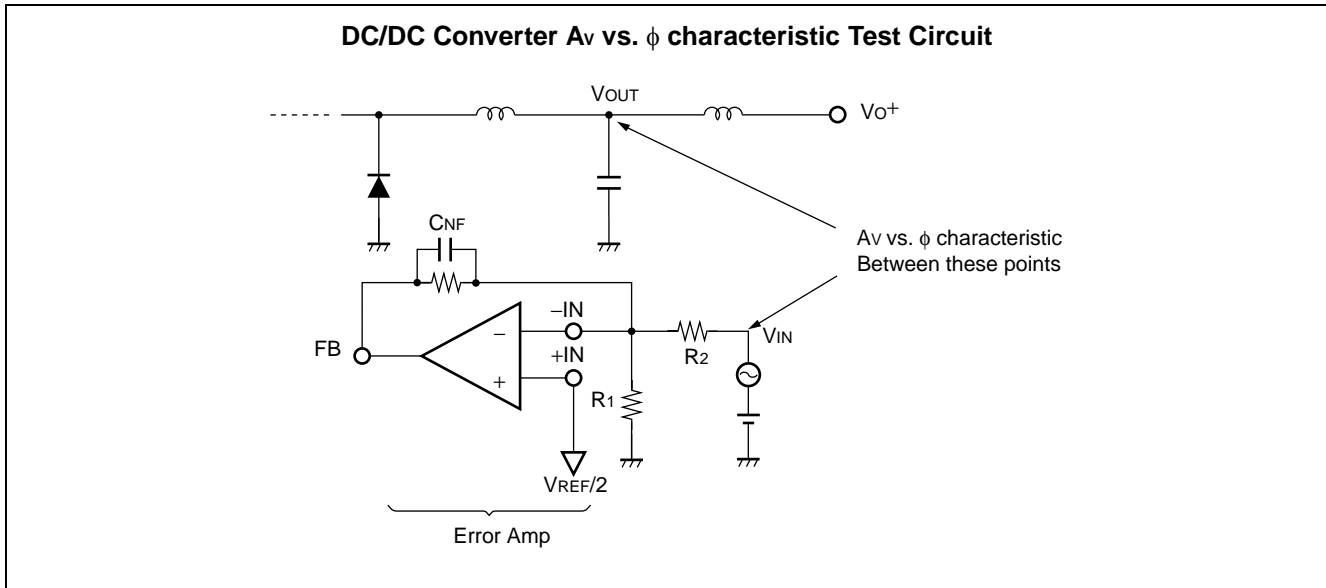 DC/DC Converter AV vs. ϕ characteristic Test Circuit
VOUT
VO+
CNF
AV vs. ϕ characteristic
Between these points
−IN
VIN
FB
−
+IN
R2
+
R1
VREF/2
Error Amp